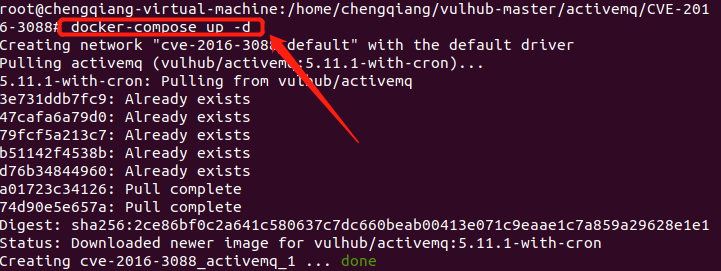 root@chengqiang-virtual-machine:/home/chengqiang/vulhub-master/activemq/CVE-201
6-3088# docker-compose up -d
Creating network "cve-2016-3088_default" with the default driver
Pulling activemq (vulhub/activemq:5.11.1-with-cron)...
5.11.1-with-cron: Pulling from vulhub/activemq
3e731ddb7fc9: Already exists
47cafa6a79d0: Already exists
79fcf5a213c7: Already exists
b51142f4538b: Already exists
d76b34844960: Already exists
a01723c34126: Pull complete
74d90e5e657a: Pull complete
Digest: sha256:2ce86bf0c2a641c580637c7dc660beab00413e071c9eaae1c7a859a29628e1e1
Status: Downloaded newer image for vulhub/activemq:5.11.1-with-cron
Creating cve-2016-3088_activemq_1 ... done